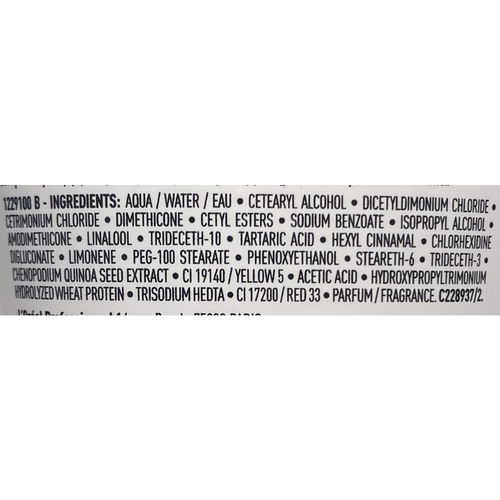 1229100 B - INGREDIENTS: AQUA / WATER / EAU • CETEARYL ALCOHOL • DICETYLDIMONIUM CHLORIDE •
CETRIMONIUM CHLORIDE • DIMETHICONE • CETYL ESTERS • SODIUM BENZOATE • ISOPROPYL ALCOHOL •
AMODIMETHICONE • LINALOOL • TRIDECETH-10 • TARTARIC ACID • HEXYL CINNAMAL • CHLORHEXIDINE
DIGLUCONATE • LIMONENE • PEG-100 STEARATE • PHENOXYETHANOL • STEARETH-6 • TRIDECETH-3 •
CHENOPODIUM QUINOA SEED EXTRACT • CI 19140 / YELLOW 5 • ACETIC ACID • HYDROXYPROPYLTRIMONIUM
HYDROLYZED WHEAT PROTEIN • TRISODIUM HEDTA • CI 17200 / RED 33 • PARFUM / FRAGRANCE. C228937/2.